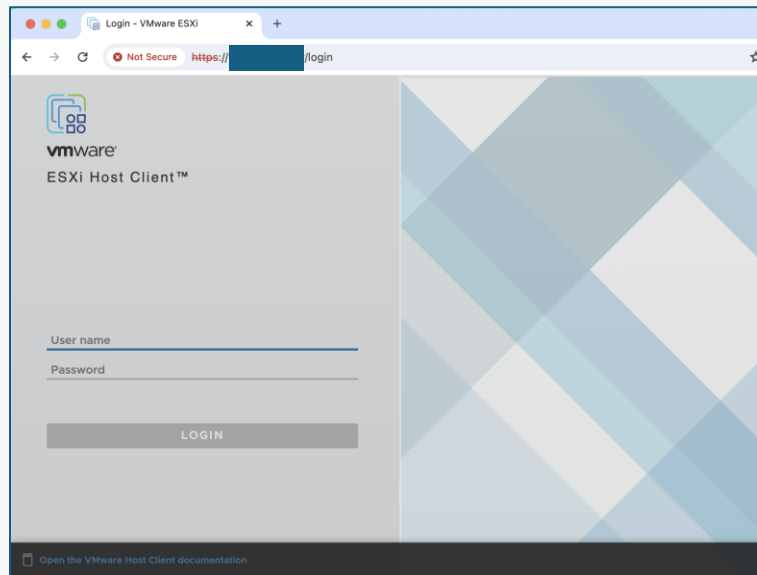 Login - VMware ESXi
Not Secure https:// /login
vmware
ESXi Host Client™
User name
Password
LOGIN
Open the VMware Host Client documentation